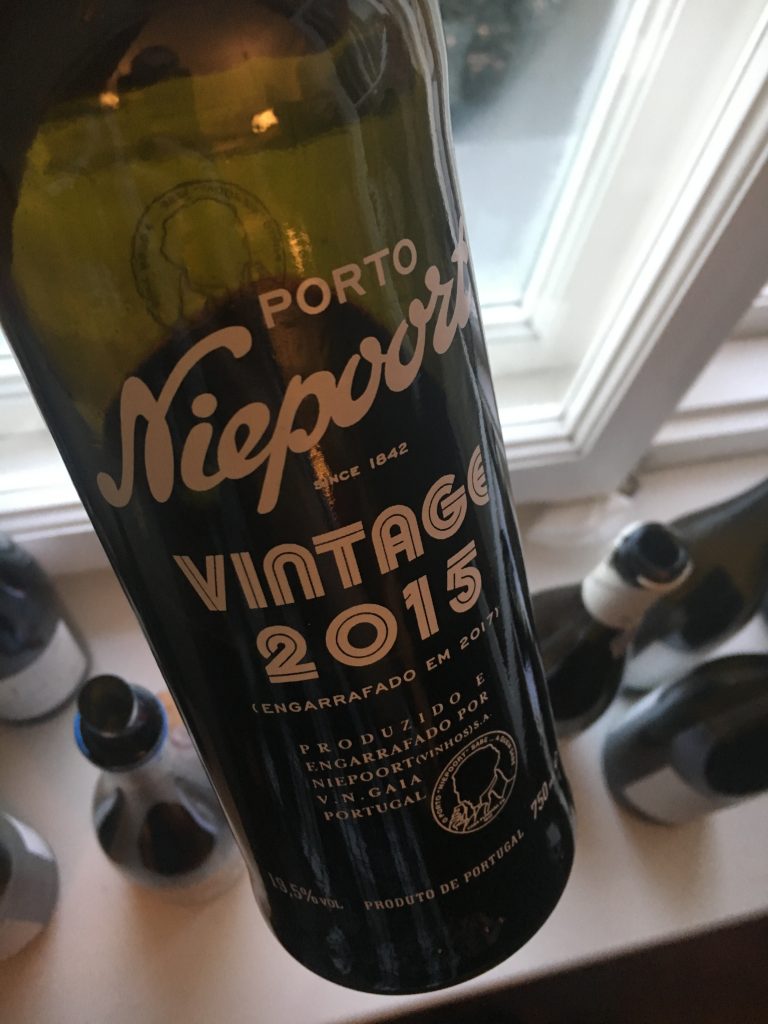 PORTO
Niepoort
SINCE 1842
VINTAGE
2015
(ENGARRAFADO EM 2017)
PRODUZIDO E
ENGARRAFADO POR
NIEPOORT(VINHOS)S.A.
V.N.GAIA
PORTUGAL
750
19,5% VOL
PRODUTO DE PORTUGAL